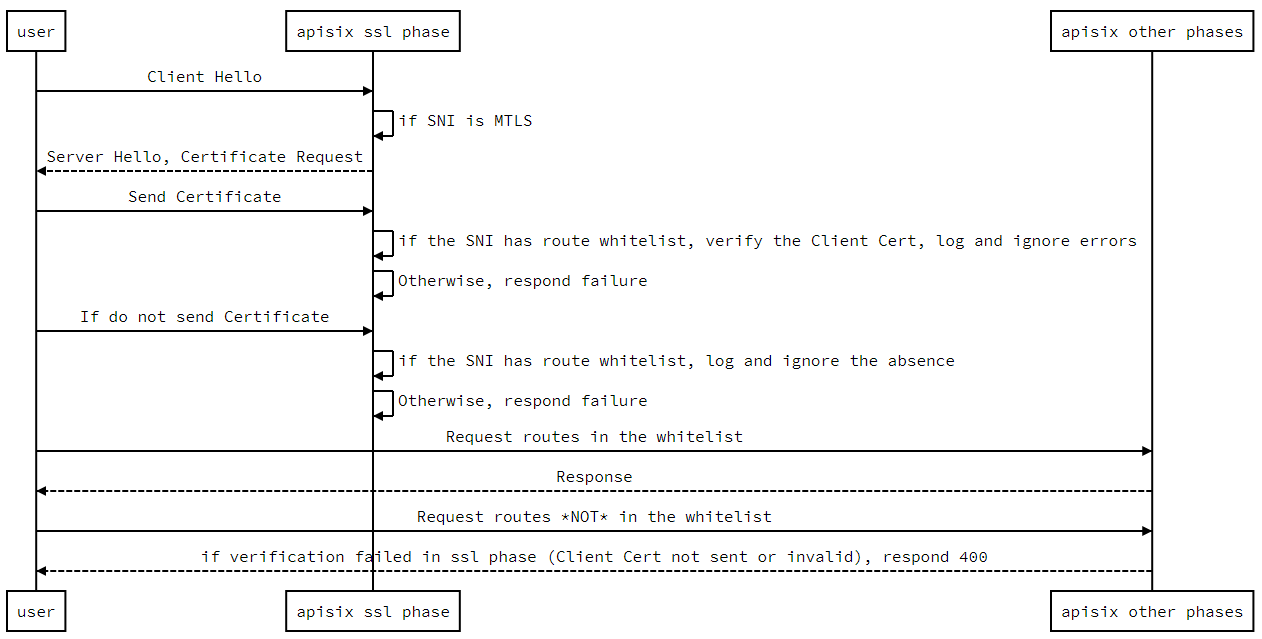 user
apisix ssl phase
apisix other phases
Client Hello
if SNI is MTLS
Server Hello, Certificate Request
Send Certificate
if the SNI has route whitelist, verify the Client Cert, log and ignore errors
Otherwise, respond failure
If do not send Certificate
if the SNI has route whitelist, log and ignore the absence
Otherwise, respond failure
Request routes in the whitelist
Response
Request routes *NOT* in the whitelist
if verification failed in ssl phase (Client Cert not sent or invalid), respond 400
user
apisix ssl phase
apisix other phases